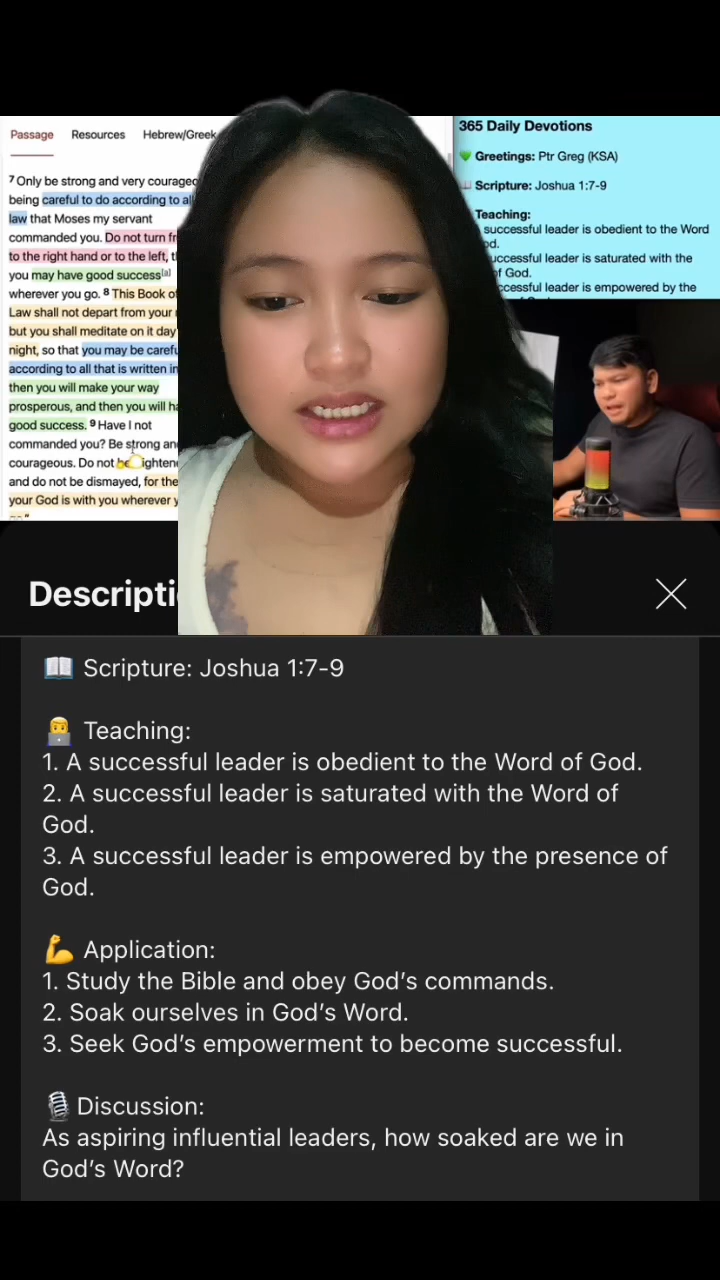 Passage Resources Hebrew/Greek
7 Only be strong and very
being careful to do according to all
law that Moses my servant
commanded you. Do not turn
to the right hand or to the left,
you may have good success[a]
wherever you go. 8 This Book of
Law shall not depart from your
but you shall meditate on it day
night, so that you may be
according to all that is written in
then you will make your way
prosperous, and then you will
good success. 9 Have I not
commanded you? Be strong and
courageous. Do not
and do not be dismayed, for the
your God is with you wherever
365 Daily Devotions
💚 Greetings: Ptr Greg (KSA)
📖 Scripture: Joshua 1:7-9
Teaching:
successful leader is obedient to the Word
successful leader is saturated with the
of God.
successful leader is empowered by the
📖 Scripture: Joshua 1:7-9
👨‍💻 Teaching:
1. A successful leader is obedient to the Word of God.
2. A successful leader is saturated with the Word of
God.
3. A successful leader is empowered by the presence of
God.
💪 Application:
1. Study the Bible and obey God's commands.
2. Soak ourselves in God's Word.
3. Seek God's empowerment to become successful.
🎙️ Discussion:
As aspiring influential leaders, how soaked are we in
God's Word?